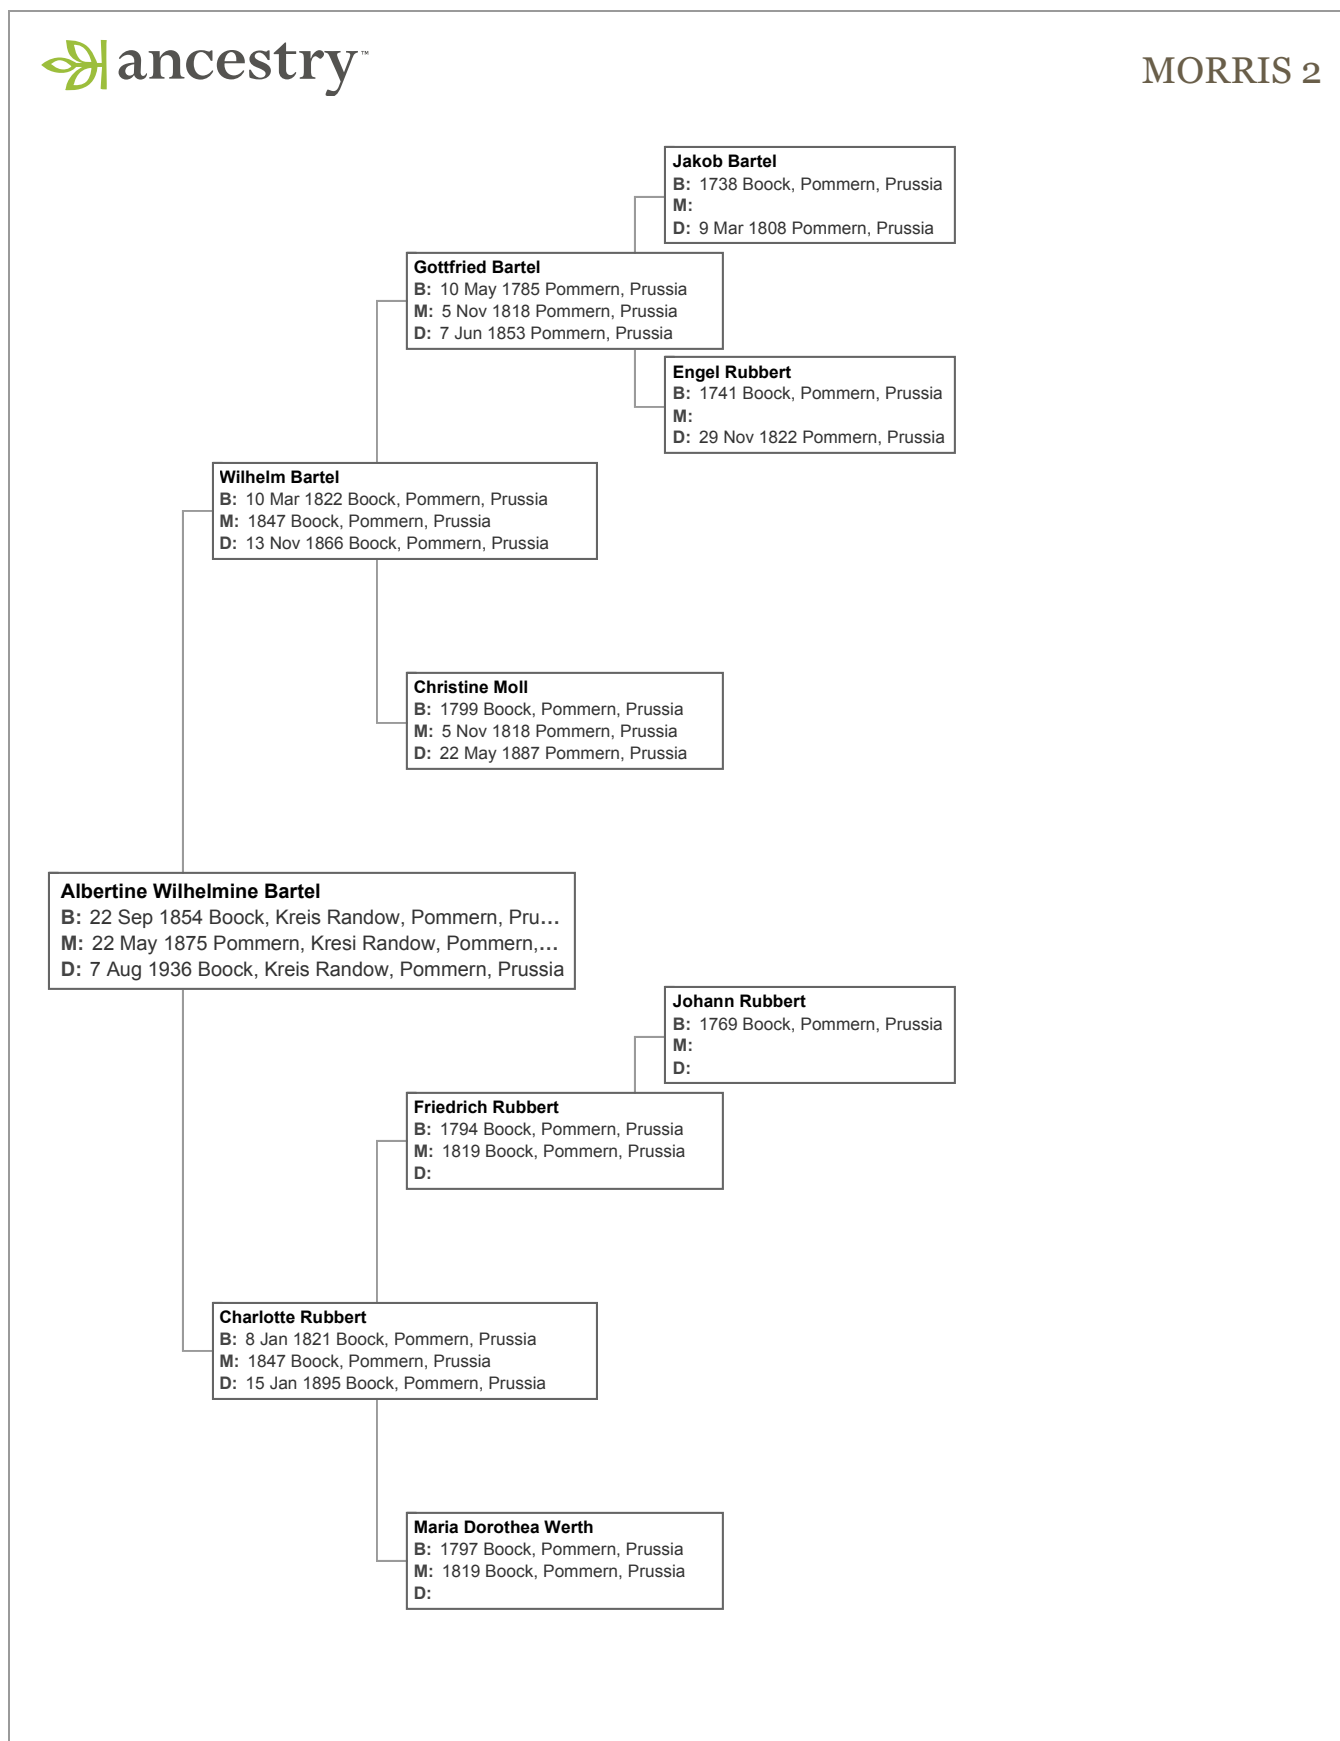 ancestry™
MORRIS 2
Jakob Bartel
B: 1738 Boock, Pommern, Prussia
M:
D: 9 Mar 1808 Pommern, Prussia
Gottfried Bartel
B: 10 May 1785 Pommern, Prussia
M: 5 Nov 1818 Pommern, Prussia
D: 7 Jun 1853 Pommern, Prussia
Engel Rubbert
B: 1741 Boock, Pommern, Prussia
M:
D: 29 Nov 1822 Pommern, Prussia
Wilhelm Bartel
B: 10 Mar 1822 Boock, Pommern, Prussia
M: 1847 Boock, Pommern, Prussia
D: 13 Nov 1866 Boock, Pommern, Prussia
Christine Moll
B: 1799 Boock, Pommern, Prussia
M: 5 Nov 1818 Pommern, Prussia
D: 22 May 1887 Pommern, Prussia
Albertine Wilhelmine Bartel
B: 22 Sep 1854 Boock, Kreis Randow, Pommern, Pru…
M: 22 May 1875 Pommern, Kresi Randow, Pommern,…
D: 7 Aug 1936 Boock, Kreis Randow, Pommern, Prussia
Johann Rubbert
B: 1769 Boock, Pommern, Prussia
M:
D:
Friedrich Rubbert
B: 1794 Boock, Pommern, Prussia
M: 1819 Boock, Pommern, Prussia
D:
Charlotte Rubbert
B: 8 Jan 1821 Boock, Pommern, Prussia
M: 1847 Boock, Pommern, Prussia
D: 15 Jan 1895 Boock, Pommern, Prussia
Maria Dorothea Werth
B: 1797 Boock, Pommern, Prussia
M: 1819 Boock, Pommern, Prussia
D: